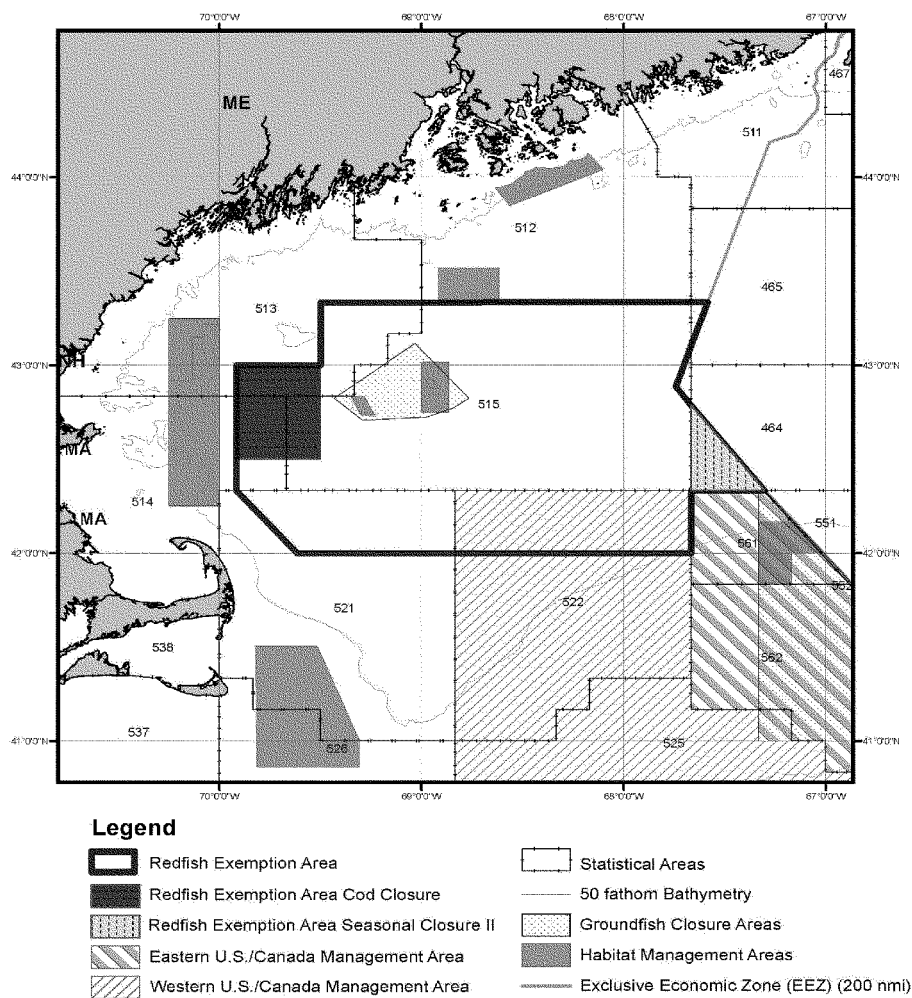 70°0'0"W 69°0'0"W 68°0'0"W 67°0'0"W
467
ME
511
44°0'0"N 44°0'0"N
512
465
513
43°0'0"N NH 43°0'0"N
515
464
MA
514
MA
551
561
42°0'0"N 42°0'0"N
552
522
521
562
538
537
41°0'0"N 526 525 41°0'0"N
70°0'0"W 69°0'0"W 68°0'0"W 67°0'0"W
Legend
Redfish Exemption Area
Redfish Exemption Area Cod Closure
Redfish Exemption Area Seasonal Closure II
Eastern U.S./Canada Management Area
Western U.S./Canada Management Area
Statistical Areas
50 fathom Bathymetry
Groundfish Closure Areas
Habitat Management Areas
Exclusive Economic Zone (EEZ) (200 nmi)